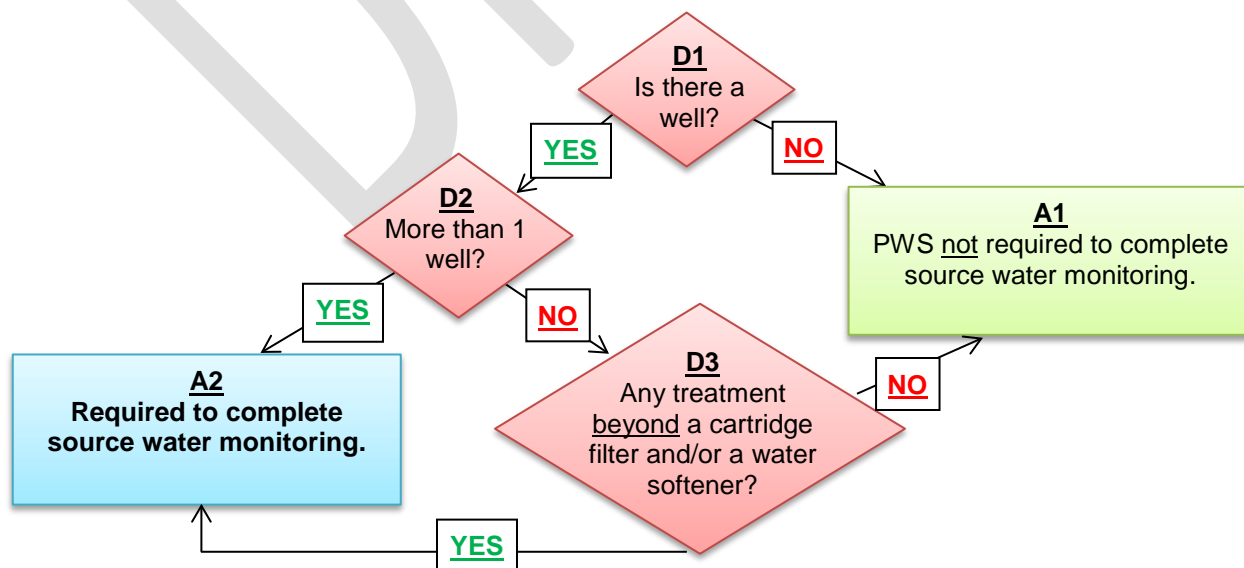 D1
Is there a
well?
YES
NO
D2
More than 1
well?
A1
PWS not required to complete
source water monitoring.
YES
NO
A2
Required to complete
source water monitoring.
D3
Any treatment
beyond a cartridge
filter and/or a water
softener?
NO
YES